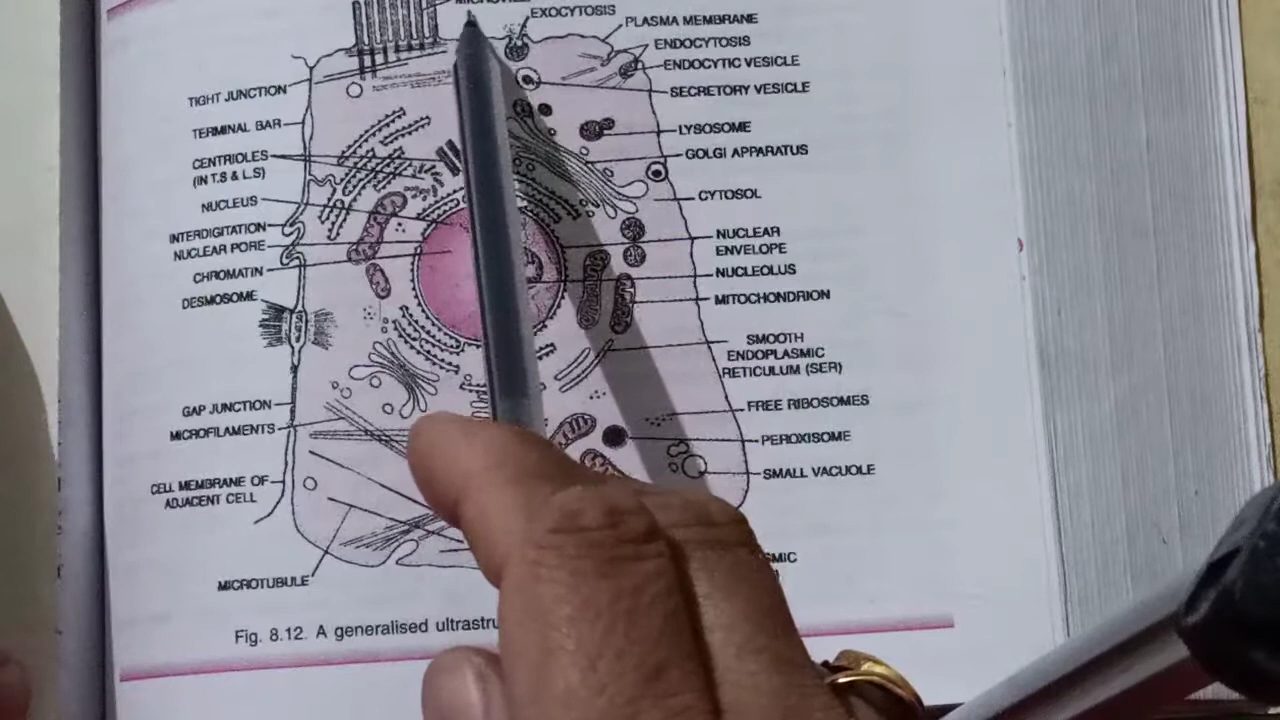 EXOCYTOSIS
PLASMA MEMBRANE
ENDOCYTOSIS
ENDOCYTIC VESICLE
SECRETORY VESICLE
LYSOSOME
GOLGI APPARATUS
CYTOSOL
NUCLEAR
ENVELOPE
NUCLEOLUS
MITOCHONDRION
SMOOTH
ENDOPLASMIC
RETICULUM (SER)
FREE RIBOSOMES
PEROXISOME
SMALL VACUOLE
TIGHT JUNCTION
TERMINAL BAR
CENTRIOLES
(IN T.S & L.S)
NUCLEUS
INTERDIGITATION
NUCLEAR PORE
CHROMATIN
DESMOSOME
GAP JUNCTION
MICROFILAMENTS
CELL MEMBRANE OF
ADJACENT CELL
MICROTUBULE
Fig. 8.12. A generalised